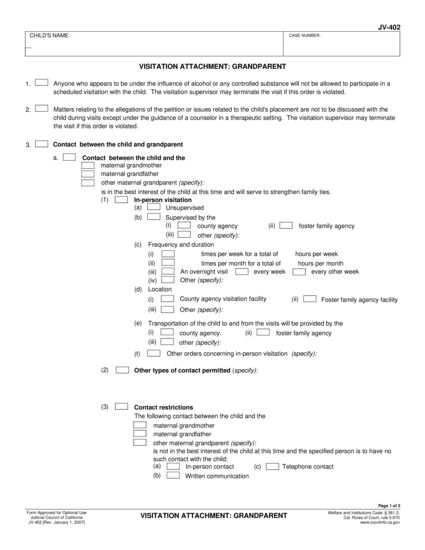 JV-402
CHILD'S NAME:
CASE NUMBER:
VISITATION ATTACHMENT: GRANDPARENT
1. Anyone who appears to be under the influence of alcohol or any controlled substance will not be allowed to participate in a
scheduled visitation with the child. The visitation supervisor may terminate the visit if this order is violated.
2. Matters relating to the allegations of the petition or issues related to the child's placement are not to be discussed with the
child during visits except under the guidance of a counselor in a therapeutic setting. The visitation supervisor may terminate
the visit if this order is violated.
3. Contact between the child and grandparent
a. Contact between the child and the
maternal grandmother
maternal grandfather
other maternal grandparent (specify):
is in the best interest of the child at this time and will serve to strengthen family ties.
(1) In-person visitation
(a) Unsupervised
(b) Supervised by the
(i) county agency (ii) foster family agency
(iii) other (specify):
(c) Frequency and duration
(i) times per week for a total of hours per week
(ii) times per month for a total of hours per month
(iii) An overnight visit every week every other week
(iv) Other (specify):
(d) Location
(i) County agency visitation facility (ii) Foster family agency facility
(iii) Other (specify):
(e) Transportation of the child to and from the visits will be provided by the
(i) county agency. (ii) foster family agency
(iii) other (specify):
(f) Other orders concerning in-person visitation (specify):
(2) Other types of contact permitted (specify):
(3) Contact restrictions
The following contact between the child and the
maternal grandmother
maternal grandfather
other maternal grandparent (specify):
is not in the best interest of the child at this time and the specified person is to have no
such contact with the child:
(a) In-person contact (c) Telephone contact
(b) Written communication
Page 1 of 2
Form Approved for Optional Use
Judicial Council of California
JV-402 [Rev. January 1, 2007]
VISITATION ATTACHMENT: GRANDPARENT
Welfare and Institutions Code, § 361.2;
Cal. Rules of Court, rule 5.670
www.courtinfo.ca.gov